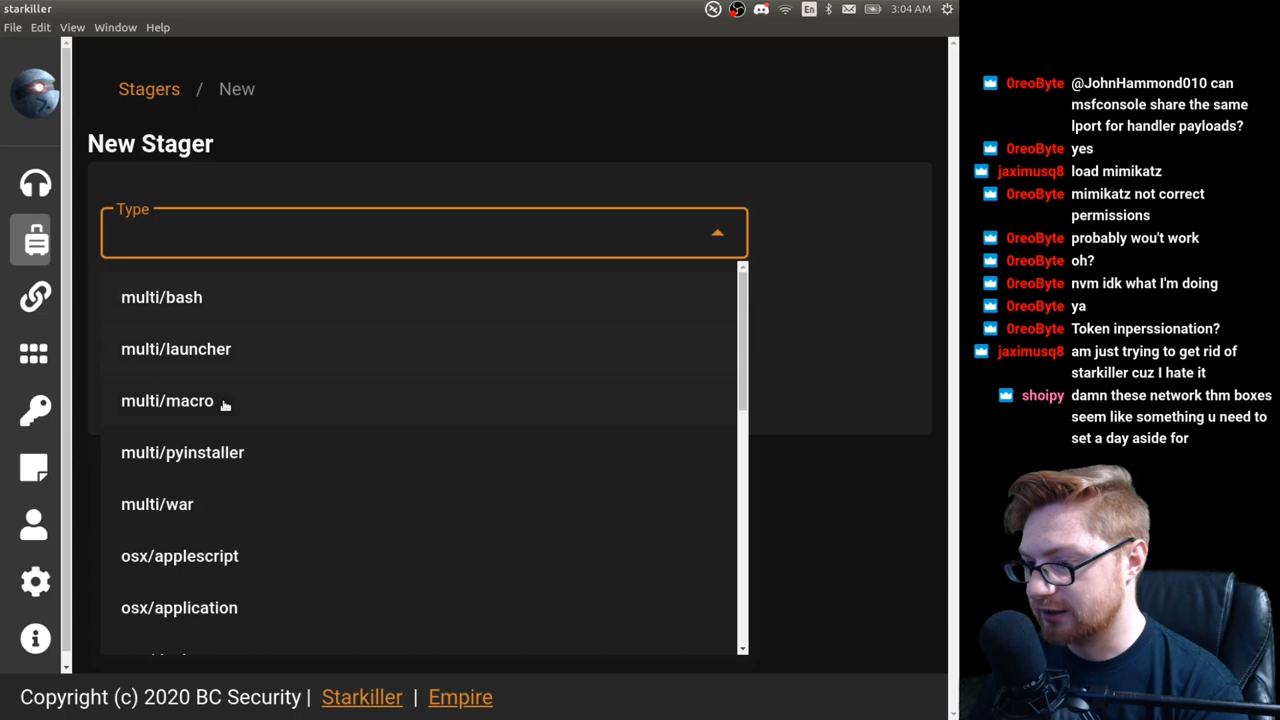 starkiller
En
3:04 AM
File Edit View Window Help
Stagers / New
New Stager
Type
multi/bash
multi/launcher
multi/macro
multi/pyinstaller
multi/war
osx/applescript
osx/application
Copyright (c) 2020 BC Security | Starkiller | Empire
0reoByte @JohnHammond010 can
msfconsole share the same
lport for handler payloads?
0reoByte yes
jaximusq8 load mimikatz
0reoByte mimikatz not correct
permissions
0reoByte probably wou't work
0reoByte oh?
0reoByte nvm idk what I'm doing
0reoByte ya
0reoByte Token inperssionation?
jaximusq8 am just trying to get rid of
starkiller cuz I hate it
shoipy damn these network thm boxes
seem like something u need to
set a day aside for